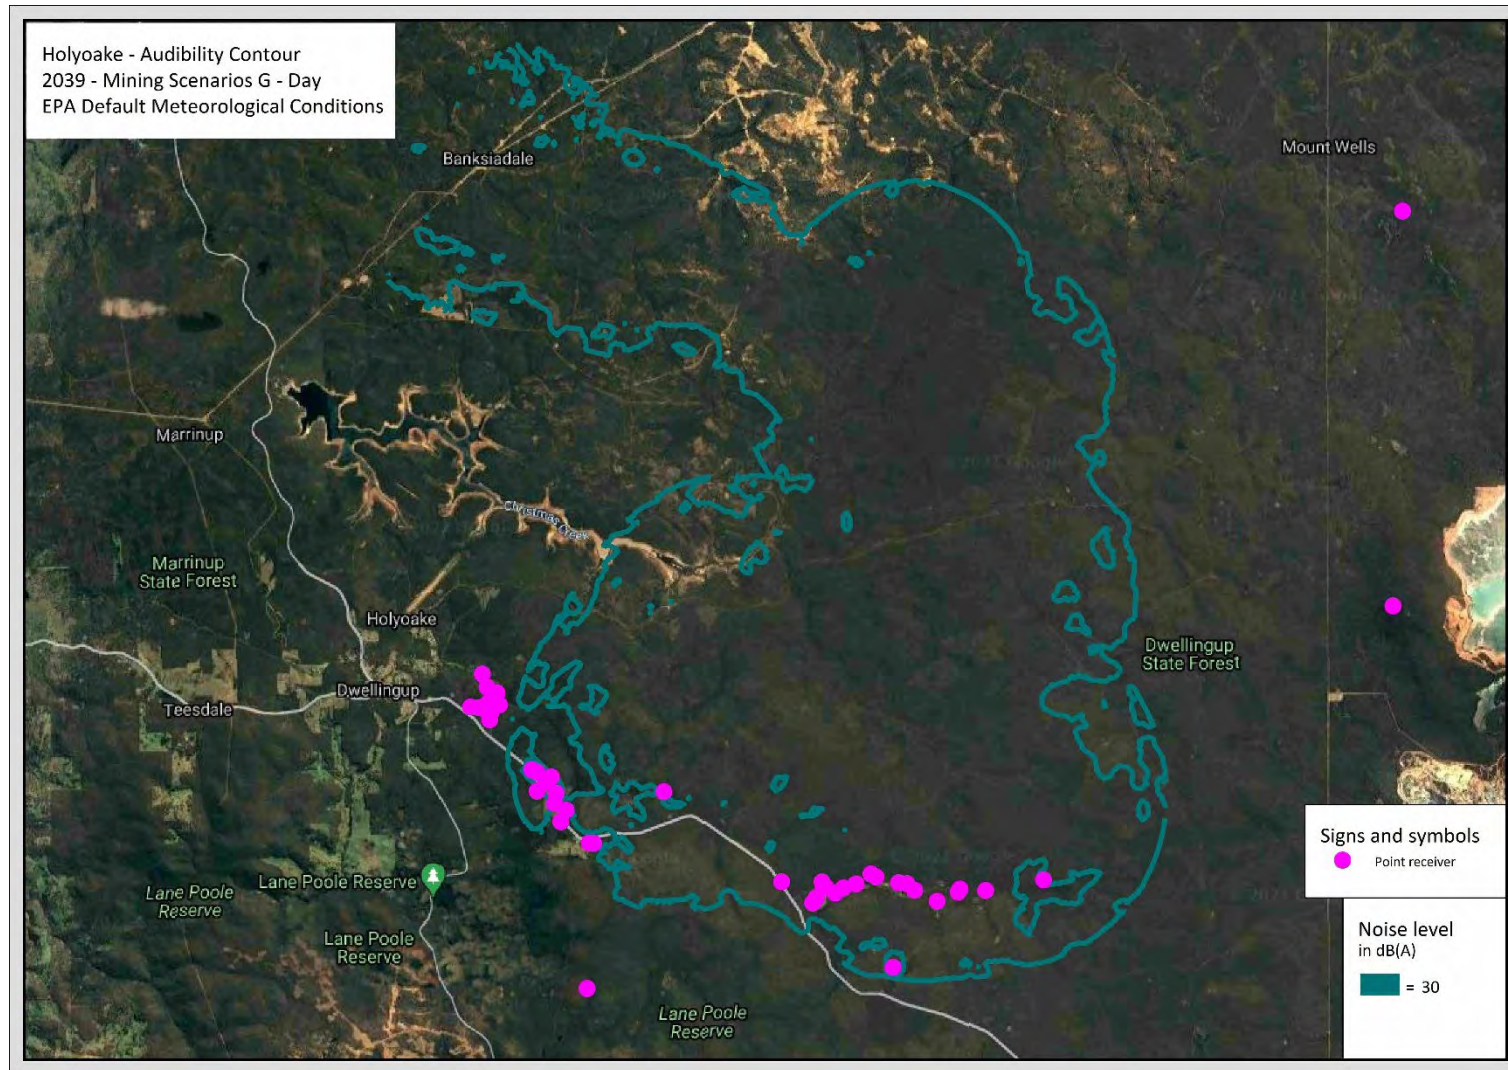 Holyoake - Audibility Contour
2039 - Mining Scenarios G - Day
EPA Default Meteorological Conditions
Banksiadale
Mount Wells
Marrinup
Christmas Creek
Marrinup
State Forest
Holyoake
Dwellingup
State Forest
Dwellingup
Teesdale
Signs and symbols
Point receiver
Lane Poole Reserve
Lane Poole
Reserve
Lane Poole
Reserve
Noise level
in dB(A)
= 30
Lane Poole
Reserve